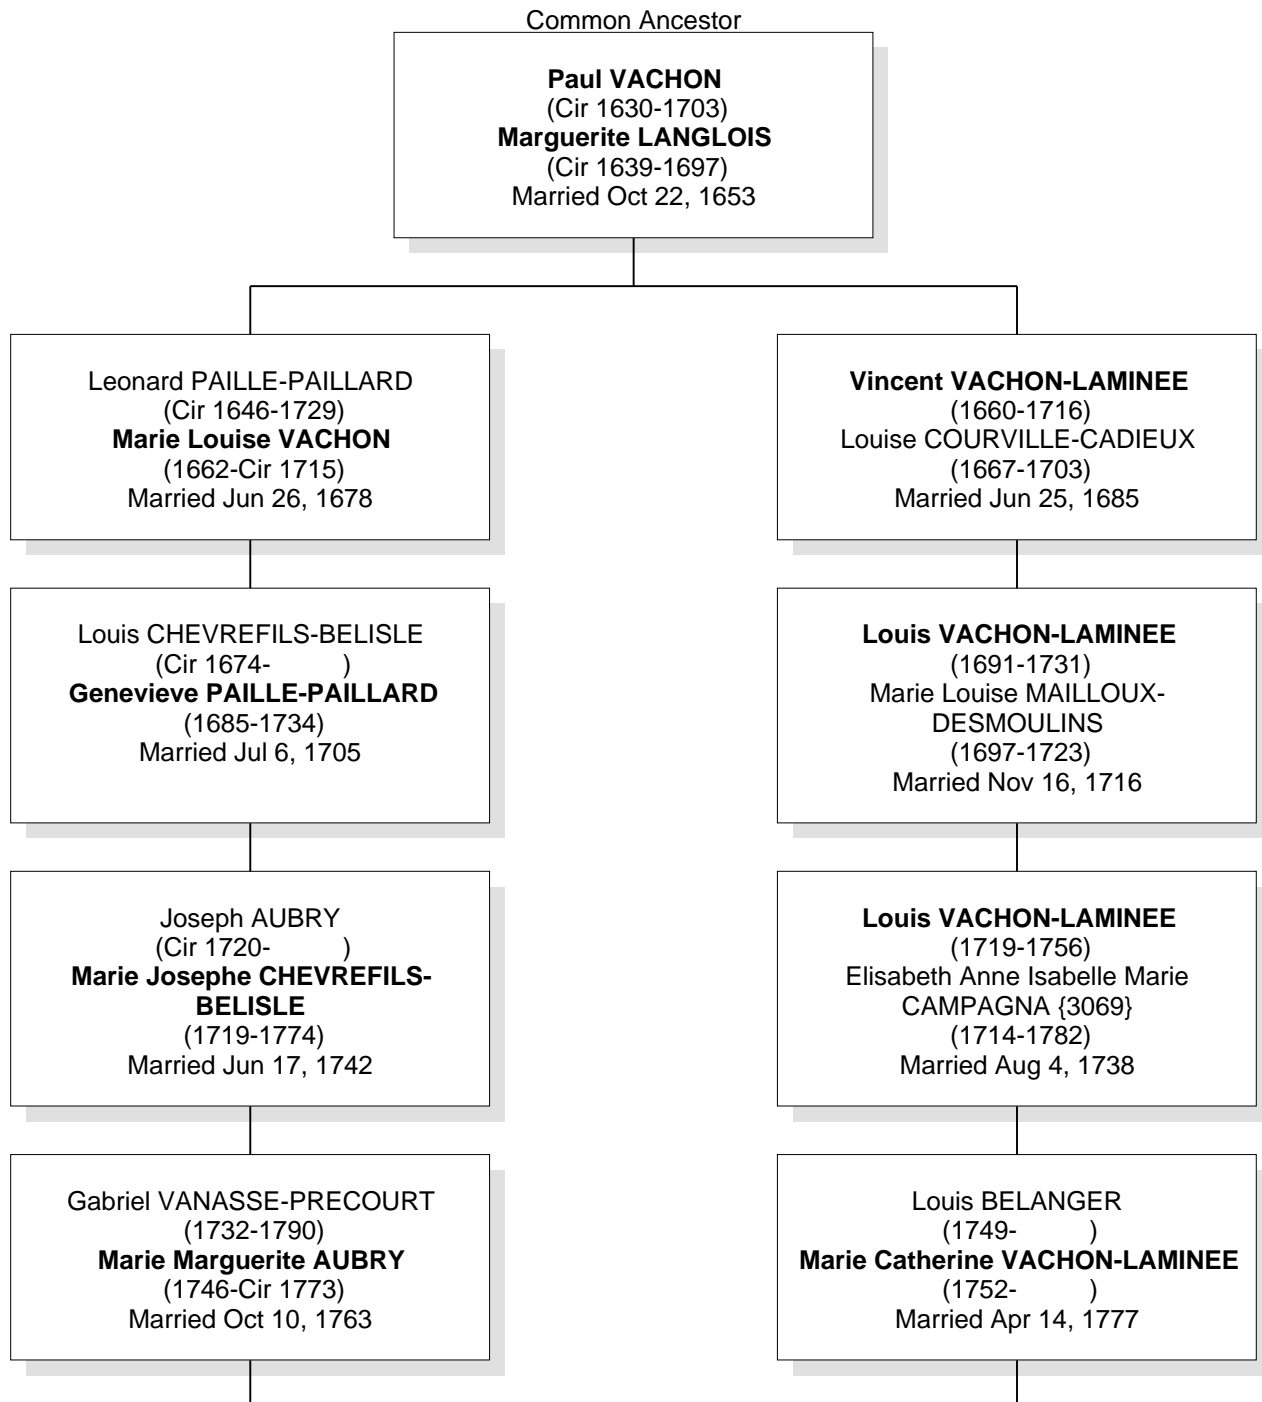 Common Ancestor
Paul VACHON
(Cir 1630-1703)
Marguerite LANGLOIS
(Cir 1639-1697)
Married Oct 22, 1653
Leonard PAILLE-PAILLARD
(Cir 1646-1729)
Marie Louise VACHON
(1662-Cir 1715)
Married Jun 26, 1678
Vincent VACHON-LAMINEE
(1660-1716)
Louise COURVILLE-CADIEUX
(1667-1703)
Married Jun 25, 1685
Louis CHEVREFILS-BELISLE
(Cir 1674- )
Genevieve PAILLE-PAILLARD
(1685-1734)
Married Jul 6, 1705
Louis VACHON-LAMINEE
(1691-1731)
Marie Louise MAILLOUX-
DESMOULINS
(1697-1723)
Married Nov 16, 1716
Joseph AUBRY
(Cir 1720- )
Marie Josephe CHEVREFILS-
BELISLE
(1719-1774)
Married Jun 17, 1742
Louis VACHON-LAMINEE
(1719-1756)
Elisabeth Anne Isabelle Marie
CAMPAGNA {3069}
(1714-1782)
Married Aug 4, 1738
Gabriel VANASSE-PRECOURT
(1732-1790)
Marie Marguerite AUBRY
(1746-Cir 1773)
Married Oct 10, 1763
Louis BELANGER
(1749- )
Marie Catherine VACHON-LAMINEE
(1752- )
Married Apr 14, 1777